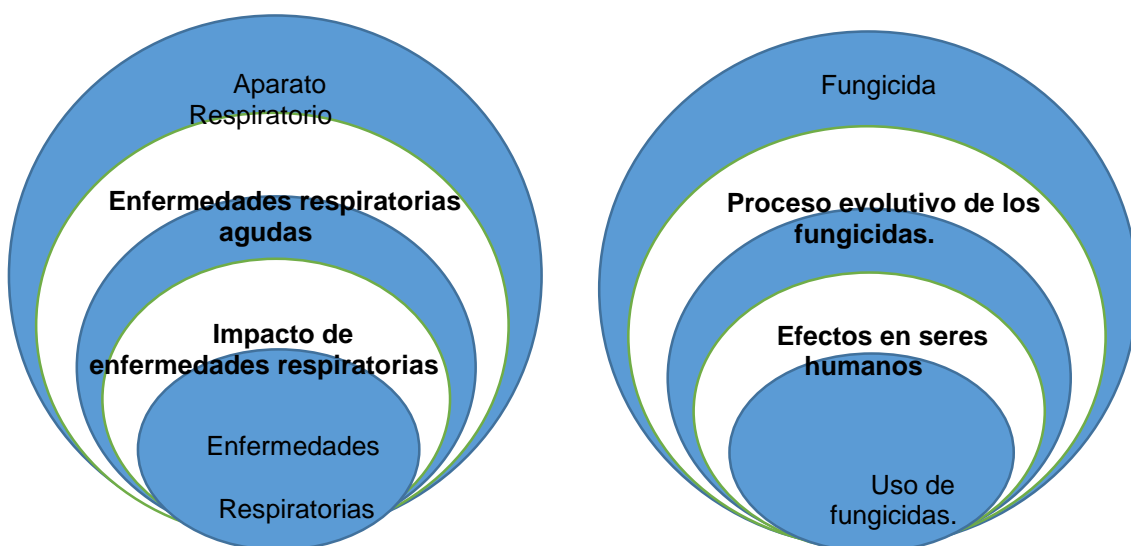 Aparato
Respiratorio
Enfermedades respiratorias
agudas
Impacto de
enfermedades respiratorias
Enfermedades
Respiratorias
Fungicida
Proceso evolutivo de los
fungicidas.
Efectos en seres
humanos
Uso de
fungicidas.